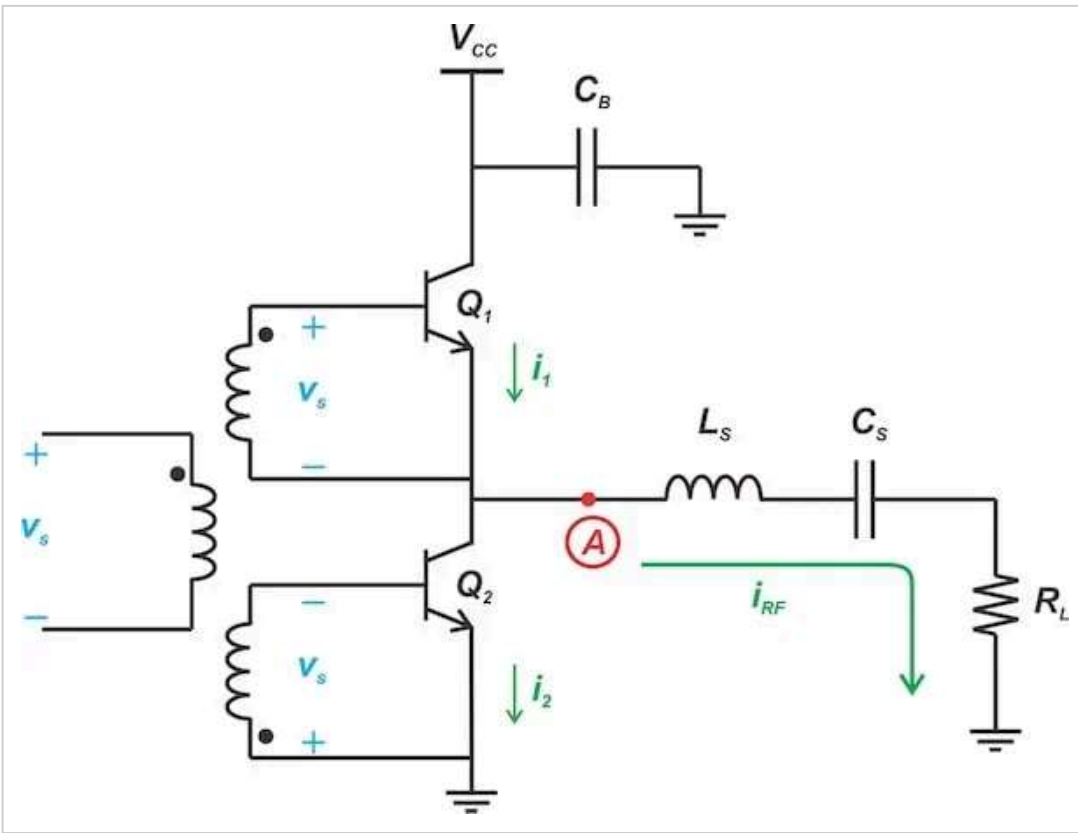 V_CC
C_B
Q_1
+
v_s
−
i_1
L_S
C_S
+
v_s
−
A
Q_2
−
v_s
+
i_2
i_RF
R_L